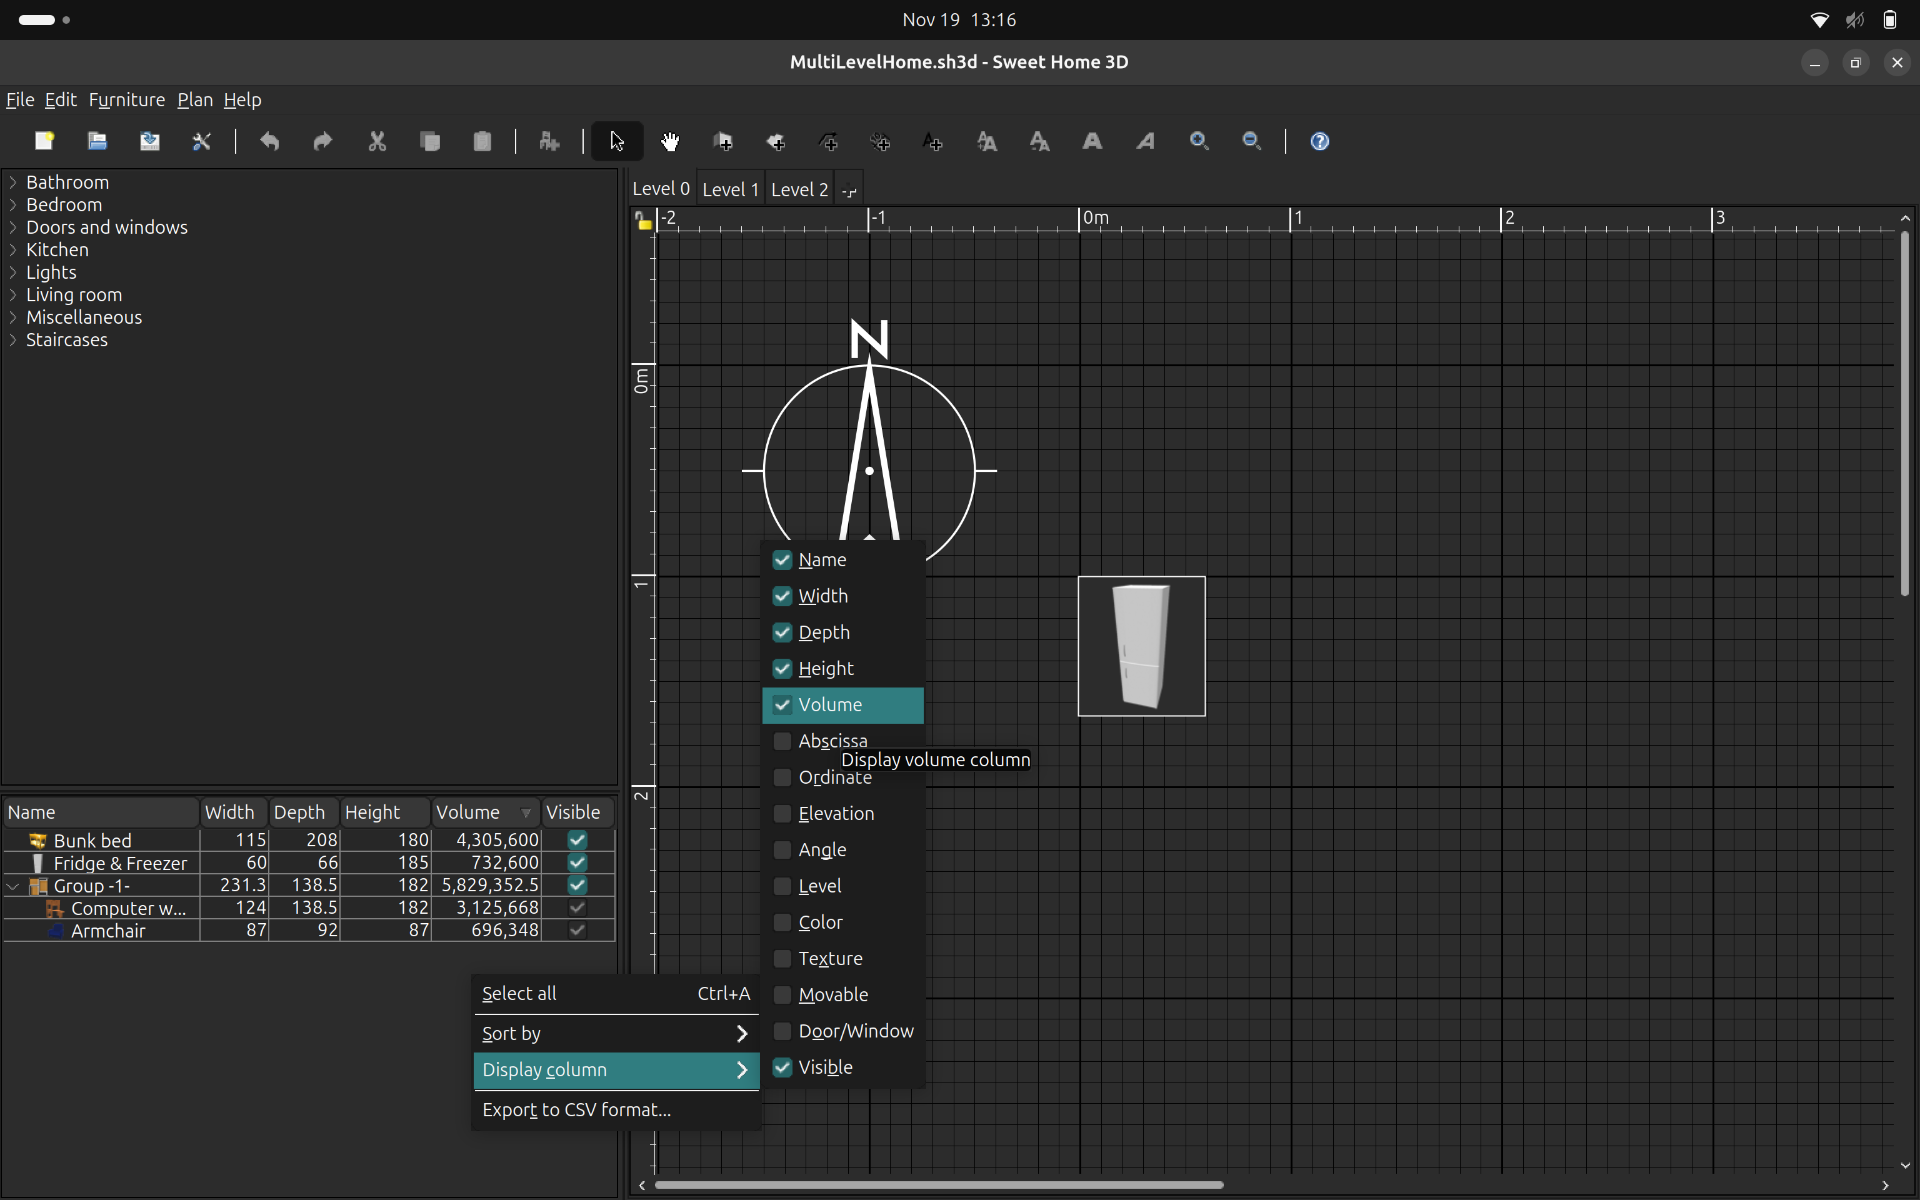 Nov 19 13:16
MultiLevelHome.sh3d - Sweet Home 3D
File Edit Furniture Plan Help
Bathroom
Bedroom
Doors and windows
Kitchen
Lights
Living room
Miscellaneous
Staircases
Level 0 Level 1 Level 2
-2 -1 0m 1 2 3
0m
1
2
N
Name Width Depth Height Volume Visible
Bunk bed 115 208 180 4,305,600
Fridge & Freezer 60 66 185 732,600
Group -1- 231.3 138.5 182 5,829,352.5
Computer w... 124 138.5 182 3,125,668
Armchair 87 92 87 696,348
Select all Ctrl+A
Sort by
Display column
Export to CSV format...
Name
Width
Depth
Height
Volume
Abscissa
Display volume column
Ordinate
Elevation
Angle
Level
Color
Texture
Movable
Door/Window
Visible